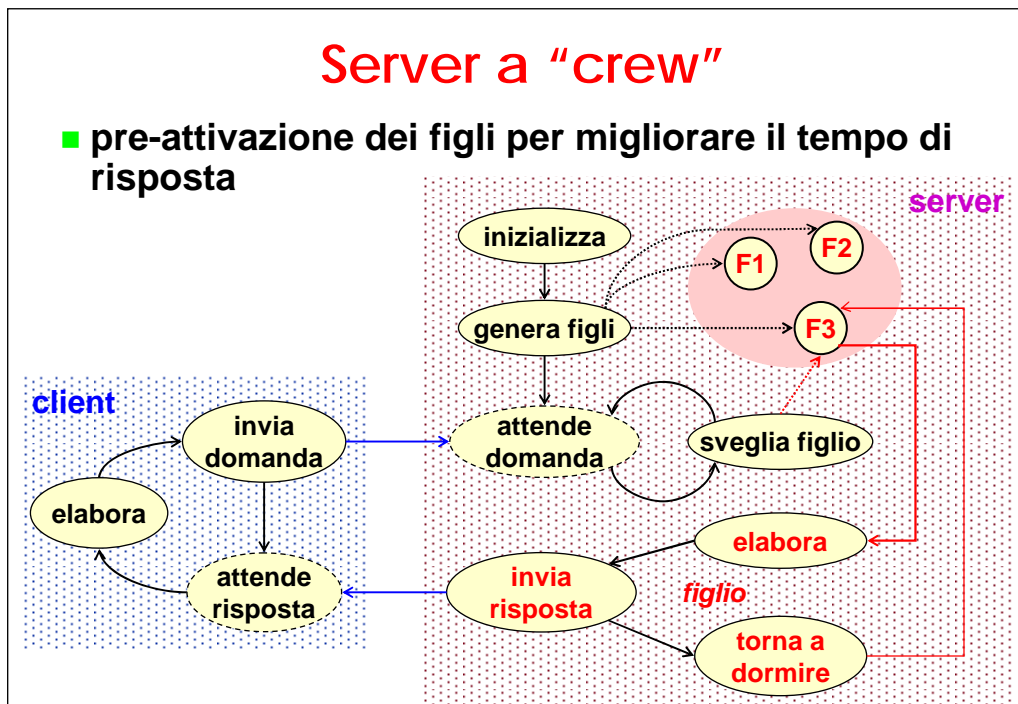 Server a “crew”
pre-attivazione dei figli per migliorare il tempo di
risposta
server
inizializza
F1
F2
genera figli
F3
client
invia
domanda
attende
domanda
sveglia figlio
elabora
elabora
attende
risposta
invia
risposta
figlio
torna a
dormire